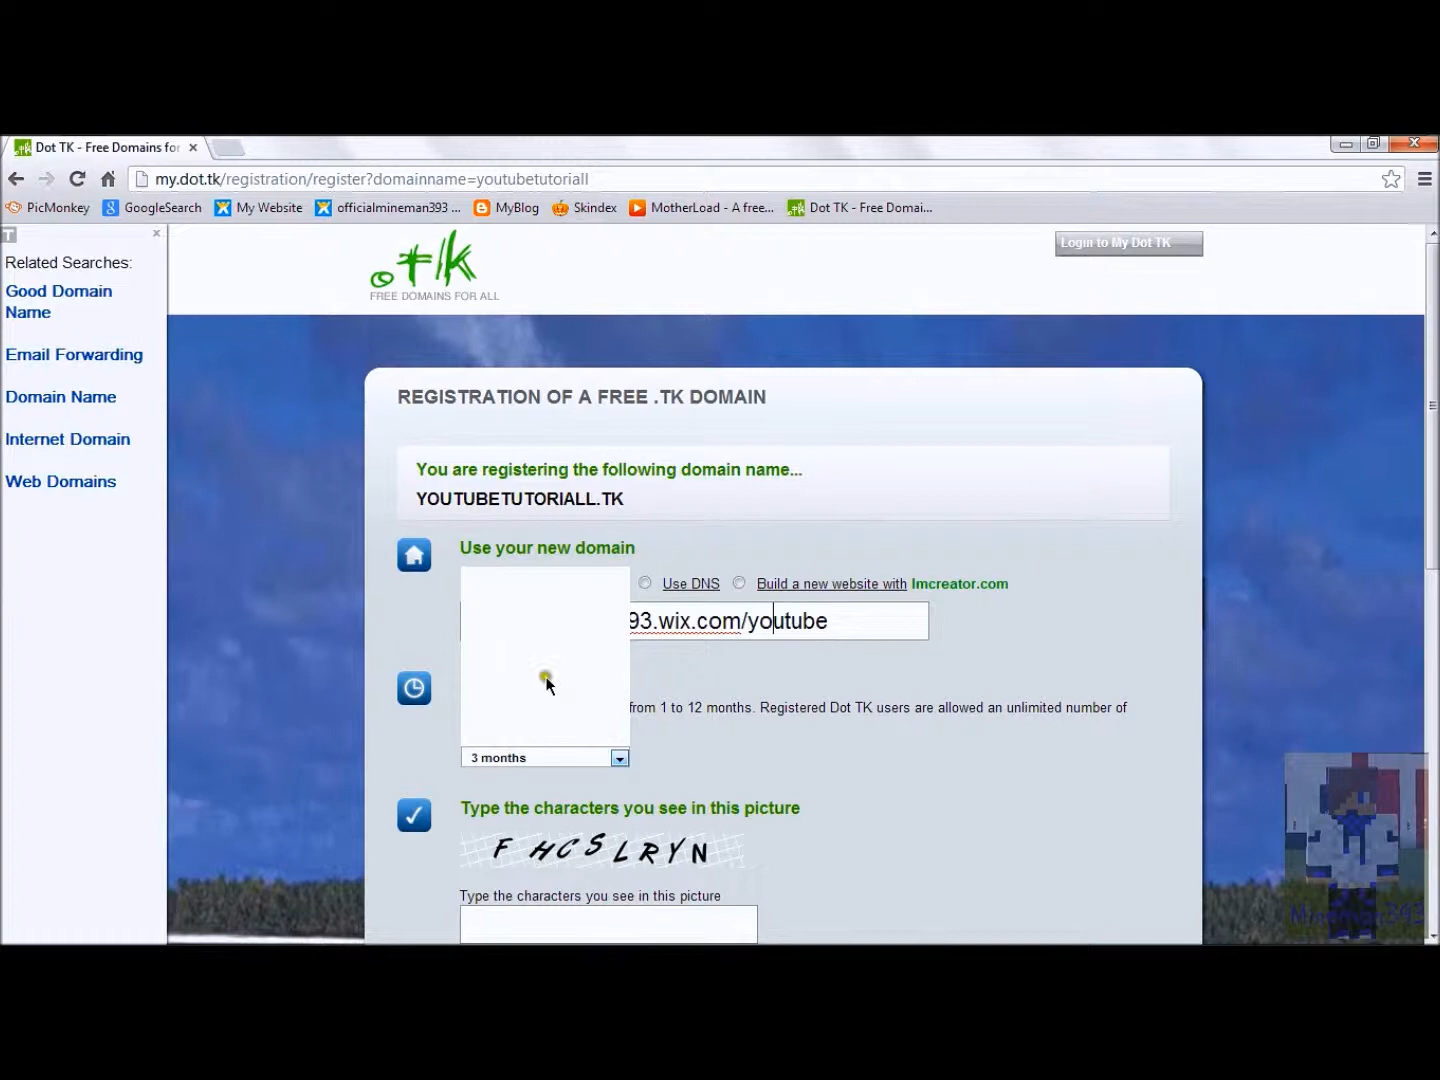 Dot TK - Free Domains for
my.dot.tk/registration/register?domainname=youtubetutoriall
PicMonkey GoogleSearch My Website officialmineman393 ... MyBlog Skindex MotherLoad - A free... Dot TK - Free Domai...
T
Related Searches:
Good Domain
Name
Email Forwarding
Domain Name
Internet Domain
Web Domains
.TK
FREE DOMAINS FOR ALL
Login to My Dot TK
REGISTRATION OF A FREE .TK DOMAIN
You are registering the following domain name...
YOUTUBETUTORIALL.TK
Use your new domain
Use DNS Build a new website with Imcreator.com
93.wix.com/youtube
from 1 to 12 months. Registered Dot TK users are allowed an unlimited number of
3 months
Type the characters you see in this picture
F H C S L R Y N
Type the characters you see in this picture
Mineman393